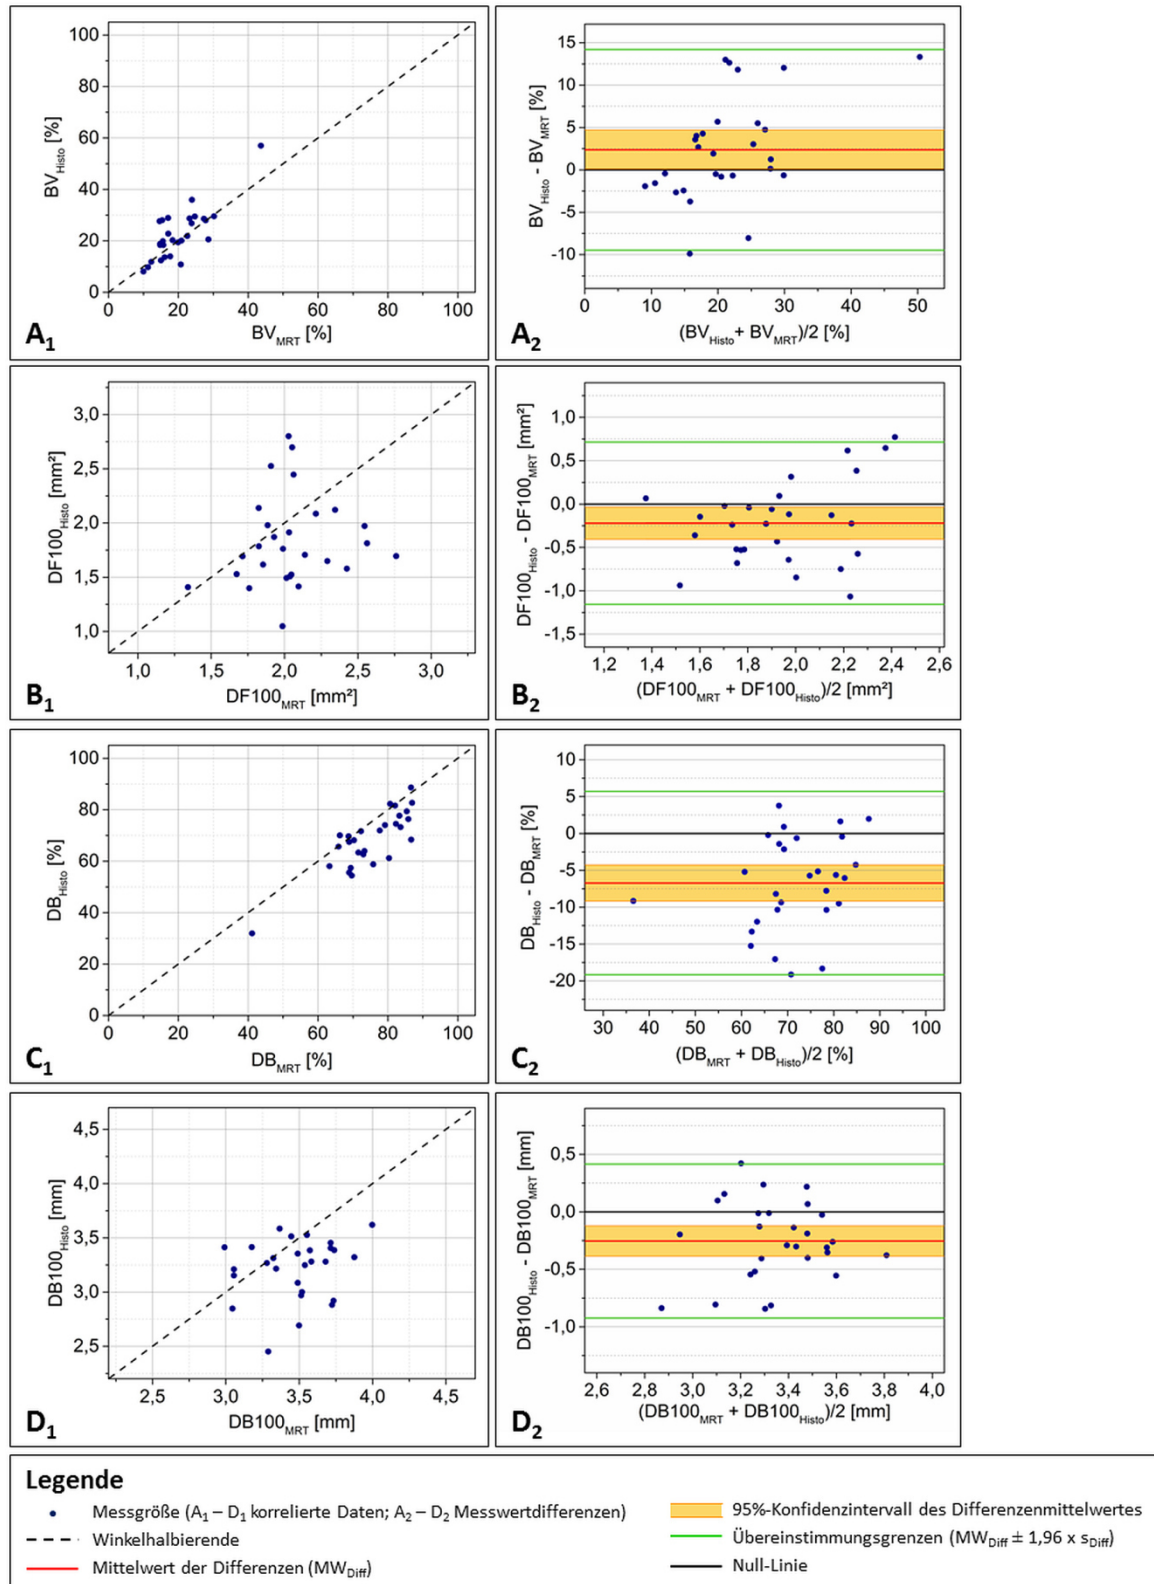 100
80
60
40
20
0
BV_Histo [%]
0 20 40 60 80 100
BV_MRT [%]
A₁
15
10
5
0
-5
-10
BV_Histo - BV_MRT [%]
0 10 20 30 40 50
(BV_Histo + BV_MRT)/2 [%]
A₂
3,0
2,5
2,0
1,5
1,0
DF100_Histo [mm²]
1,0 1,5 2,0 2,5 3,0
DF100_MRT [mm²]
B₁
1,0
0,5
0,0
-0,5
-1,0
-1,5
DF100_Histo - DF100_MRT [mm²]
1,2 1,4 1,6 1,8 2,0 2,2 2,4 2,6
(DF100_MRT + DF100_Histo)/2 [mm²]
B₂
100
80
60
40
20
0
DB_Histo [%]
0 20 40 60 80 100
DB_MRT [%]
C₁
10
5
0
-5
-10
-15
-20
DB_Histo - DB_MRT [%]
30 40 50 60 70 80 90 100
(DB_MRT + DB_Histo)/2 [%]
C₂
4,5
4,0
3,5
3,0
2,5
DB100_Histo [mm]
2,5 3,0 3,5 4,0 4,5
DB100_MRT [mm]
D₁
0,5
0,0
-0,5
-1,0
DB100_Histo - DB100_MRT [mm]
2,6 2,8 3,0 3,2 3,4 3,6 3,8 4,0
(DB100_MRT + DB100_Histo)/2 [mm]
D₂
Legende
Messgröße (A₁ – D₁ korrelierte Daten; A₂ – D₂ Messwertdifferenzen)
Winkelhalbierende
Mittelwert der Differenzen (MW_Diff)
95%-Konfidenzintervall des Differenzenmittelwertes
Übereinstimmungsgrenzen (MW_Diff ± 1,96 x s_Diff)
Null-Linie